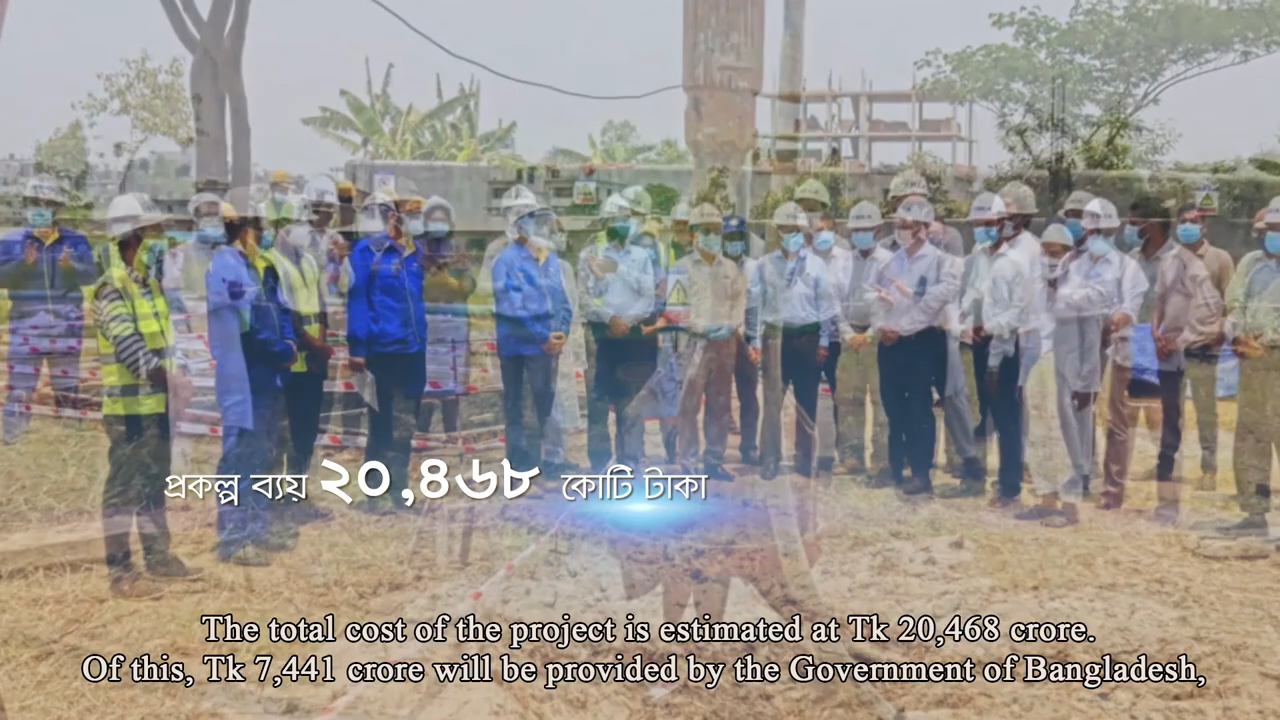 প্রকল্প ব্যয় ২০,৪৬৮ কোটি টাকা
The total cost of the project is estimated at Tk 20,468 crore.
Of this, Tk 7,441 crore will be provided by the Government of Bangladesh,